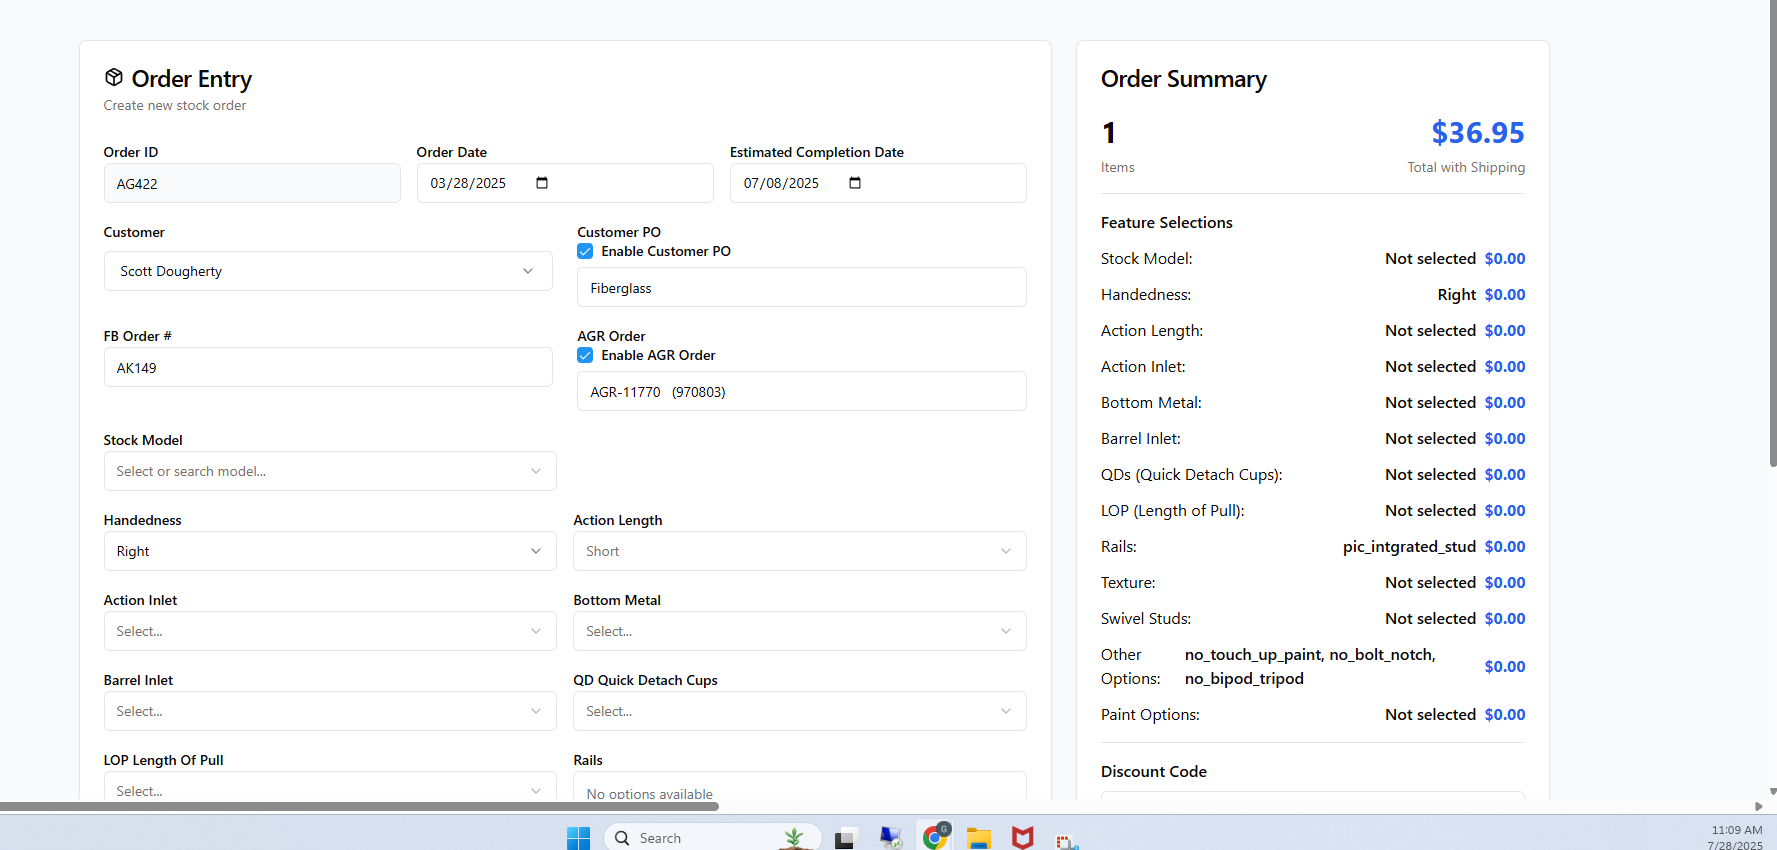 Order Entry
Create new stock order
Order ID
Order Date
Estimated Completion Date
AG422
03/28/2025
07/08/2025
Customer
Customer PO
Enable Customer PO
Scott Dougherty
Fiberglass
FB Order #
AGR Order
Enable AGR Order
AK149
AGR-11770 (970803)
Stock Model
Select or search model...
Handedness
Action Length
Right
Short
Action Inlet
Bottom Metal
Select...
Select...
Barrel Inlet
QD Quick Detach Cups
Select...
Select...
LOP Length Of Pull
Rails
Select...
No options available
Order Summary
1
$36.95
Items
Total with Shipping
Feature Selections
Stock Model: Not selected $0.00
Handedness: Right $0.00
Action Length: Not selected $0.00
Action Inlet: Not selected $0.00
Bottom Metal: Not selected $0.00
Barrel Inlet: Not selected $0.00
QDs (Quick Detach Cups): Not selected $0.00
LOP (Length of Pull): Not selected $0.00
Rails: pic_intgrated_stud $0.00
Texture: Not selected $0.00
Swivel Studs: Not selected $0.00
Other Options: no_touch_up_paint, no_bolt_notch,
no_bipod_tripod $0.00
Paint Options: Not selected $0.00
Discount Code
Search
G
11:09 AM
7/28/2025